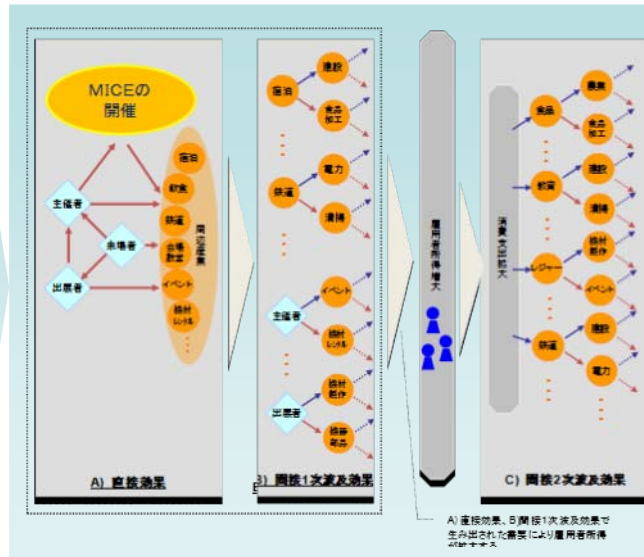 MICEの
開催
宿泊
飲食
主催者
鉄道
来場者
会場
設営
出展者
イベント
機材
レンタル
周辺産業
A) 直接効果
宿泊
建設
食品
加工
鉄道
電力
清掃
主催者
イベント
機材
レンタル
出展者
機材
製作
機器
部品
B) 間接1次波及効果
雇用者所得増大
消費支出拡大
食品
農業
食品
加工
教育
建設
清掃
レジャー
機材
製作
イベント
鉄道
建設
電力
C) 間接2次波及効果
A) 直接効果、B)間接1次波及効果で
生み出された需要により雇用者所得
が拡大する